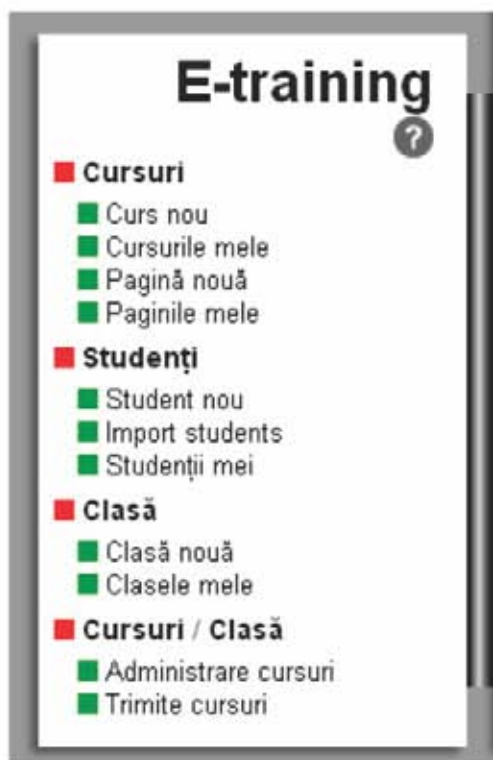 E-training
?
Cursuri
Curs nou
Cursurile mele
Pagină nouă
Paginile mele
Studenți
Student nou
Import students
Studenții mei
Clasă
Clasă nouă
Clasele mele
Cursuri / Clasă
Administrare cursuri
Trimite cursuri